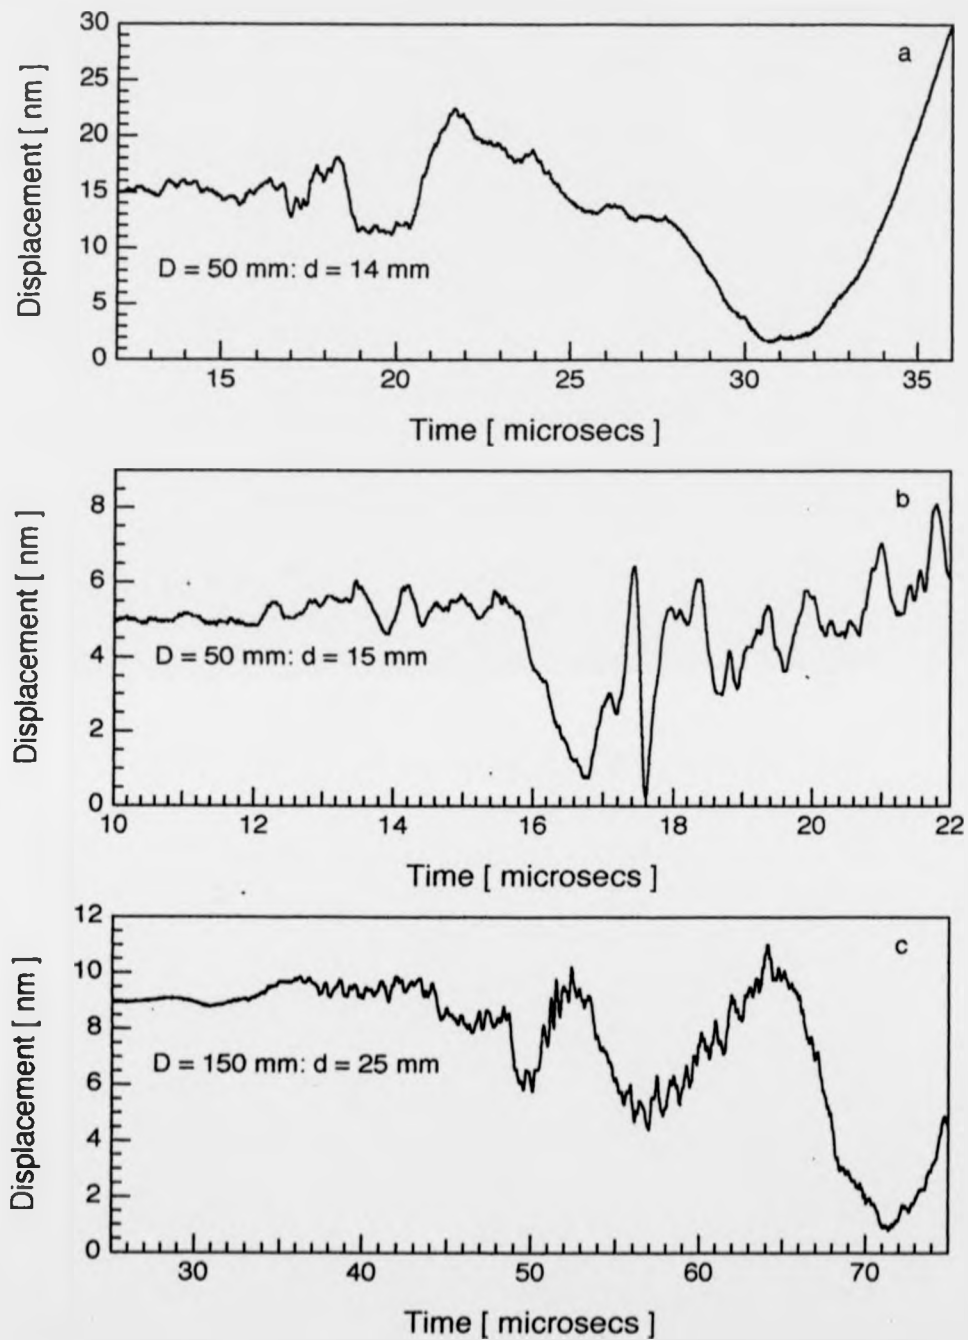 30
25
20
15
10
5
0
Displacement [ nm ]
a
D = 50 mm: d = 14 mm
15 20 25 30 35
Time [ microsecs ]
8
6
4
2
0
Displacement [ nm ]
b
D = 50 mm: d = 15 mm
10 12 14 16 18 20 22
Time [ microsecs ]
12
10
8
6
4
2
0
Displacement [ nm ]
c
D = 150 mm: d = 25 mm
30 40 50 60 70
Time [ microsecs ]